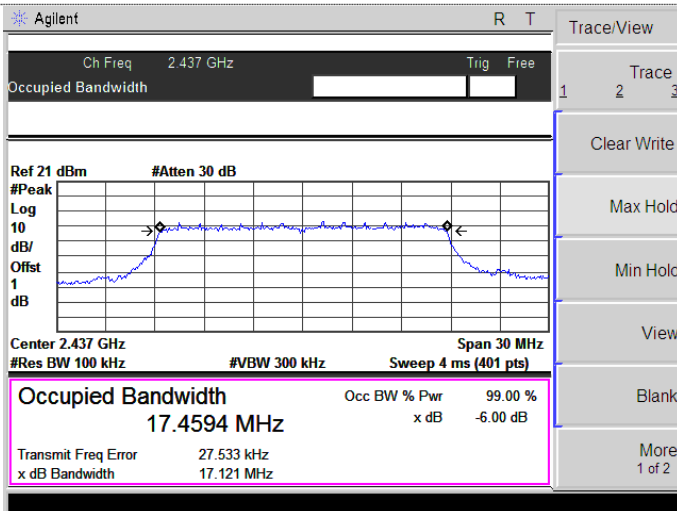 Agilent R T
Ch Freq 2.437 GHz Trig Free
Occupied Bandwidth
Ref 21 dBm #Atten 30 dB
#Peak
Log
10
dB/
Offst
1
dB
Center 2.437 GHz Span 30 MHz
#Res BW 100 kHz #VBW 300 kHz Sweep 4 ms (401 pts)
Occupied Bandwidth Occ BW % Pwr 99.00 %
17.4594 MHz x dB -6.00 dB
Transmit Freq Error 27.533 kHz
x dB Bandwidth 17.121 MHz
Trace/View
Trace
1 2 3
Clear Write
Max Hold
Min Hold
View
Blank
More
1 of 2